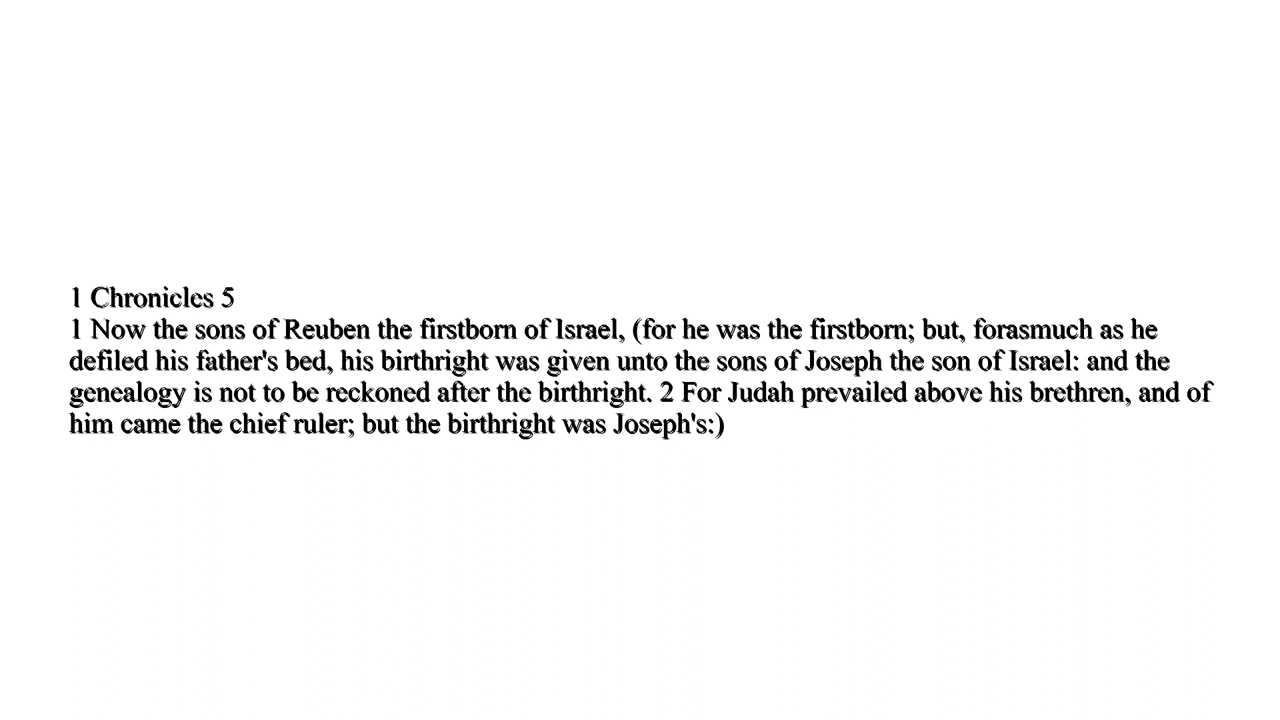 1 Chronicles 5
1 Now the sons of Reuben the firstborn of Israel, (for he was the firstborn; but, forasmuch as he
defiled his father's bed, his birthright was given unto the sons of Joseph the son of Israel: and the
genealogy is not to be reckoned after the birthright. 2 For Judah prevailed above his brethren, and of
him came the chief ruler; but the birthright was Joseph's:)